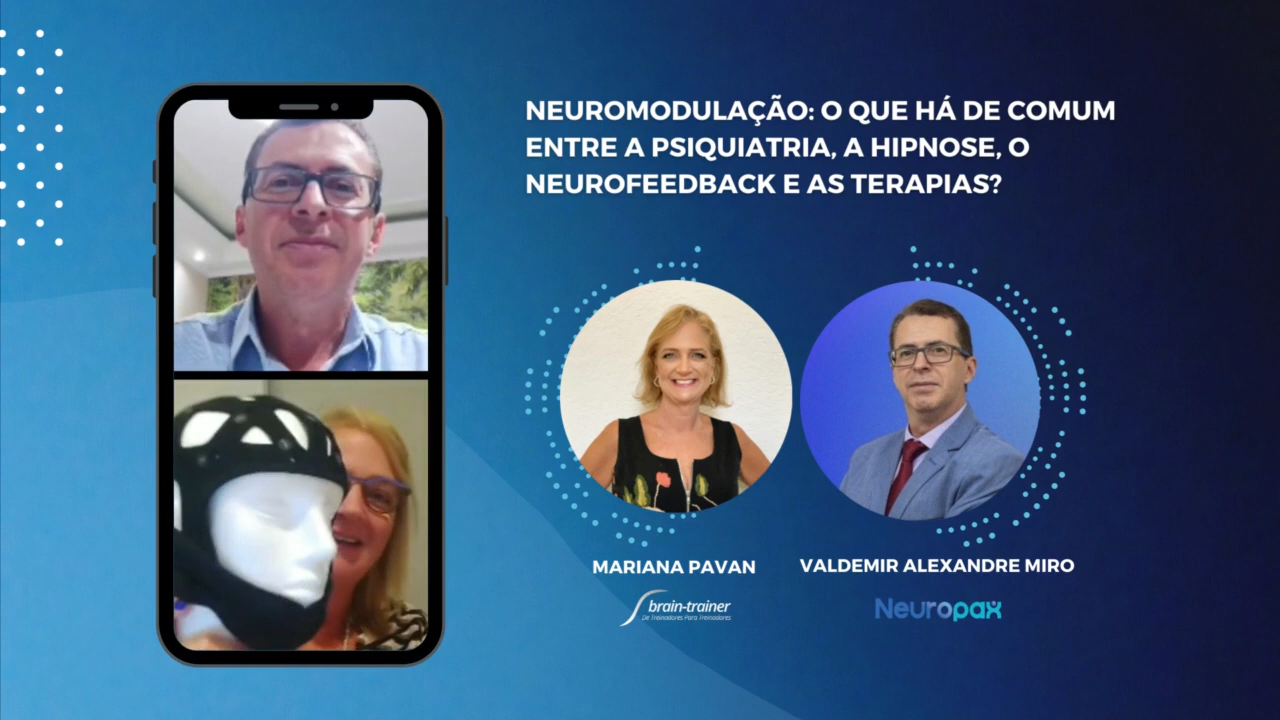 NEUROMODULAÇÃO: O QUE HÁ DE COMUM
ENTRE A PSIQUIATRIA, A HIPNOSE, O
NEUROFEEDBACK E AS TERAPIAS?
MARIANA PAVAN
VALDEMIR ALEXANDRE MIRO
brain-trainer
De Treinadores Para Treinadores
Neuropax